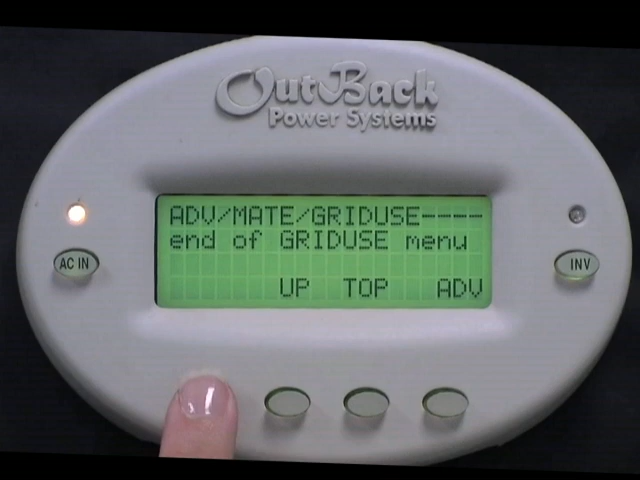 OutBack
Power Systems
ADV/MATE/GRIDUSE----
end of GRIDUSE menu
UP TOP ADV
AC IN
INV